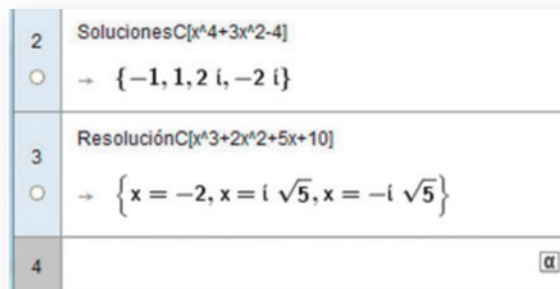 2
SolucionesC[x^4+3x^2-4]
→ {−1, 1, 2 í, −2 í}
3
ResoluciónC[x^3+2x^2+5x+10]
→ {x = −2, x = í √5, x = −í √5}
4
α